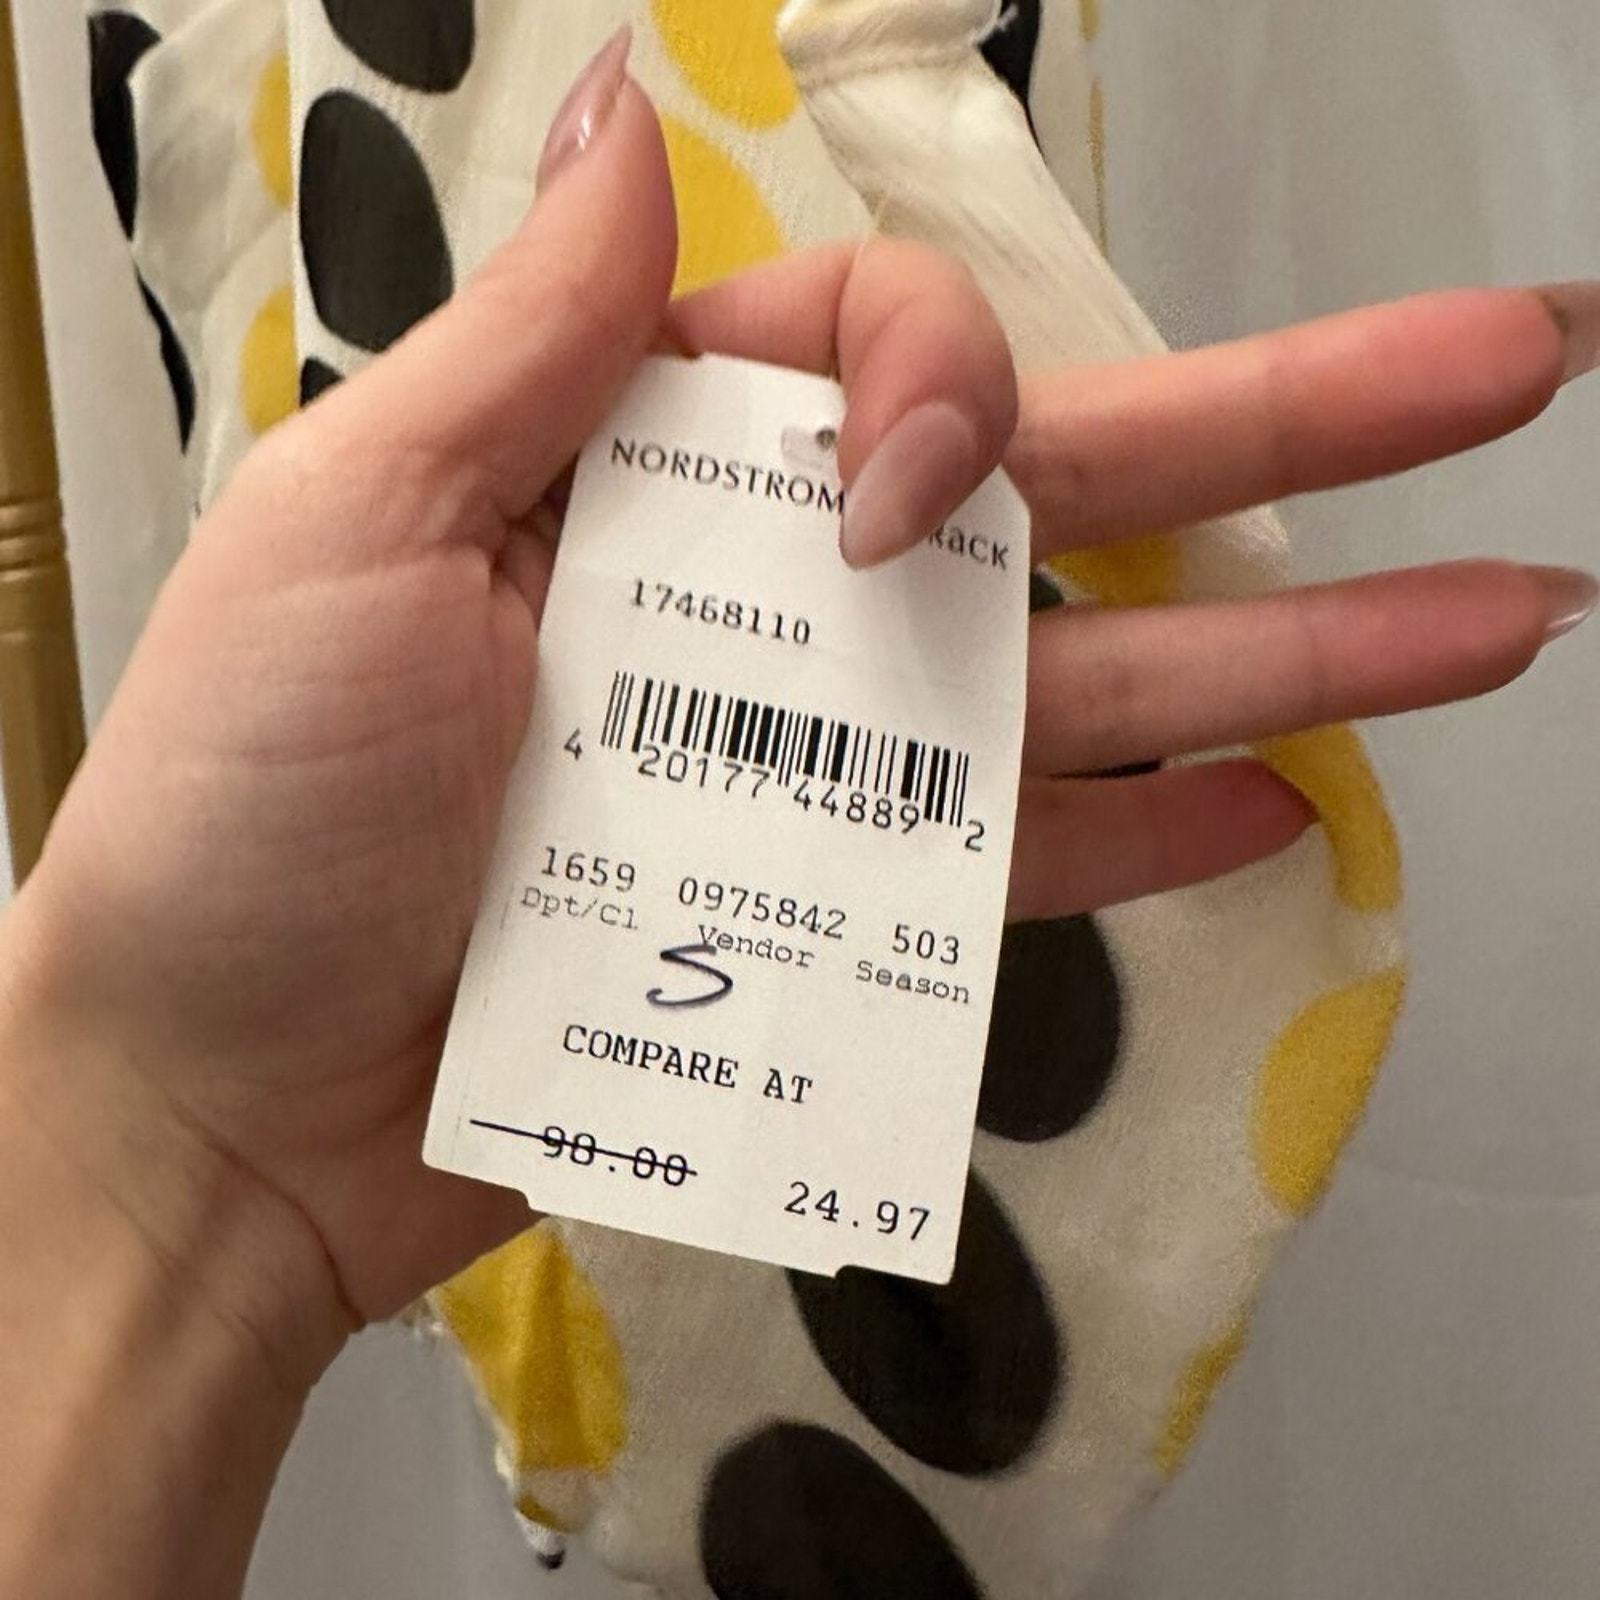 NORDSTROM Rack
17468110
4 20177 44889 2
1659 0975842 503
Dpt/Cl Vendor Season
S
COMPARE AT
98.00 24.97